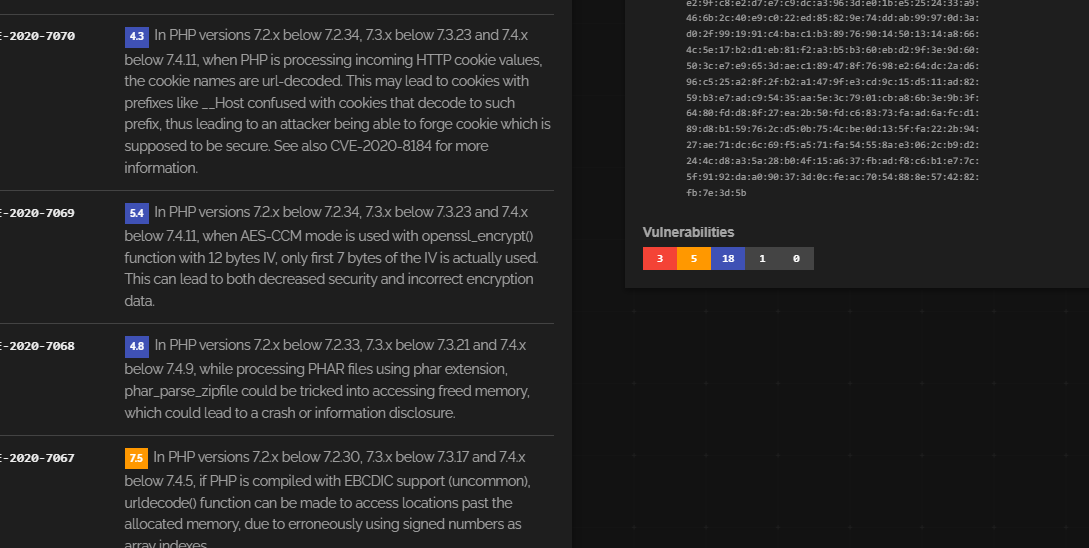 E-2020-7070
4.3 In PHP versions 7.2.x below 7.2.34, 7.3.x below 7.3.23 and 7.4.x
below 7.4.11, when PHP is processing incoming HTTP cookie values,
the cookie names are url-decoded. This may lead to cookies with
prefixes like __Host confused with cookies that decode to such
prefix, thus leading to an attacker being able to forge cookie which is
supposed to be secure. See also CVE-2020-8184 for more
information.
E-2020-7069
5.4 In PHP versions 7.2.x below 7.2.34, 7.3.x below 7.3.23 and 7.4.x
below 7.4.11, when AES-CCM mode is used with openssl_encrypt()
function with 12 bytes IV, only first 7 bytes of the IV is actually used.
This can lead to both decreased security and incorrect encryption
data.
E-2020-7068
4.8 In PHP versions 7.2.x below 7.2.33, 7.3.x below 7.3.21 and 7.4.x
below 7.4.9, while processing PHAR files using phar extension,
phar_parse_zipfile could be tricked into accessing freed memory,
which could lead to a crash or information disclosure.
E-2020-7067
7.5 In PHP versions 7.2.x below 7.2.30, 7.3.x below 7.3.17 and 7.4.x
below 7.4.5, if PHP is compiled with EBCDIC support (uncommon),
urldecode() function can be made to access locations past the
allocated memory, due to erroneously using signed numbers as
array indexes.
e2:9f:c8:e2:d7:e7:c9:dc:a3:96:3d:e0:1b:e5:25:24:33:a9:
46:6b:2c:40:e9:c0:22:ed:85:82:9e:74:dd:ab:99:97:0d:3a:
d0:2f:99:19:91:c4:ba:c1:b3:89:76:90:14:50:13:14:a8:66:
4c:5e:17:b2:d1:eb:81:f2:a3:b5:b3:60:eb:d2:9f:3e:9d:60:
50:3c:e7:e9:65:3d:ae:c1:89:47:8f:76:98:e2:64:dc:2a:d6:
96:c5:25:a2:8f:2f:b2:a1:47:9f:e3:cd:9c:15:d5:11:ad:82:
59:b3:e7:ad:c9:54:35:aa:5e:3c:79:01:cb:a8:6b:3e:9b:3f:
64:80:fd:d8:8f:27:ea:2b:50:fd:c6:83:73:fa:ad:6a:fc:d1:
89:d8:b1:59:76:2c:d5:0b:75:4c:be:0d:13:5f:fa:22:2b:94:
27:ae:71:dc:6c:69:f5:a5:71:fa:54:55:8a:e3:06:2c:b9:d2:
24:4c:d8:a3:5a:28:b0:4f:15:a6:37:fb:ad:f8:c6:b1:e7:7c:
5f:91:92:da:a0:90:37:3d:0c:fe:ac:70:54:88:8e:57:42:82:
fb:7e:3d:5b
Vulnerabilities
3 5 18 1 0